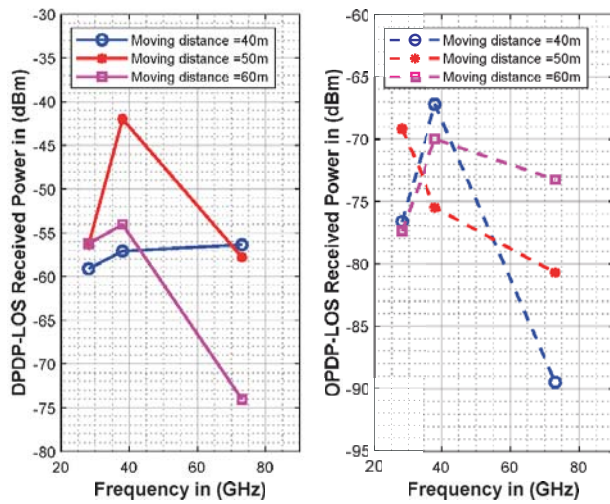 -30
-35
-40
-45
-50
-55
-60
-65
-70
-75
-80
DPDP-LOS Received Power in (dBm)
Moving distance =40m
Moving distance =50m
Moving distance =60m
20 40 60 80
Frequency in (GHz)
-60
-65
-70
-75
-80
-85
-90
-95
OPDP-LOS Received Power in (dBm)
Moving distance =40m
Moving distance =50m
Moving distance =60m
20 40 60 80
Frequency in (GHz)